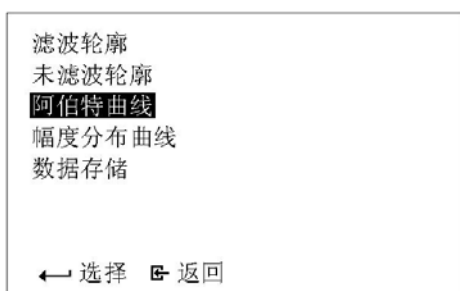 滤波轮廓
未滤波轮廓
阿伯特曲线
幅度分布曲线
数据存储
选择 返回